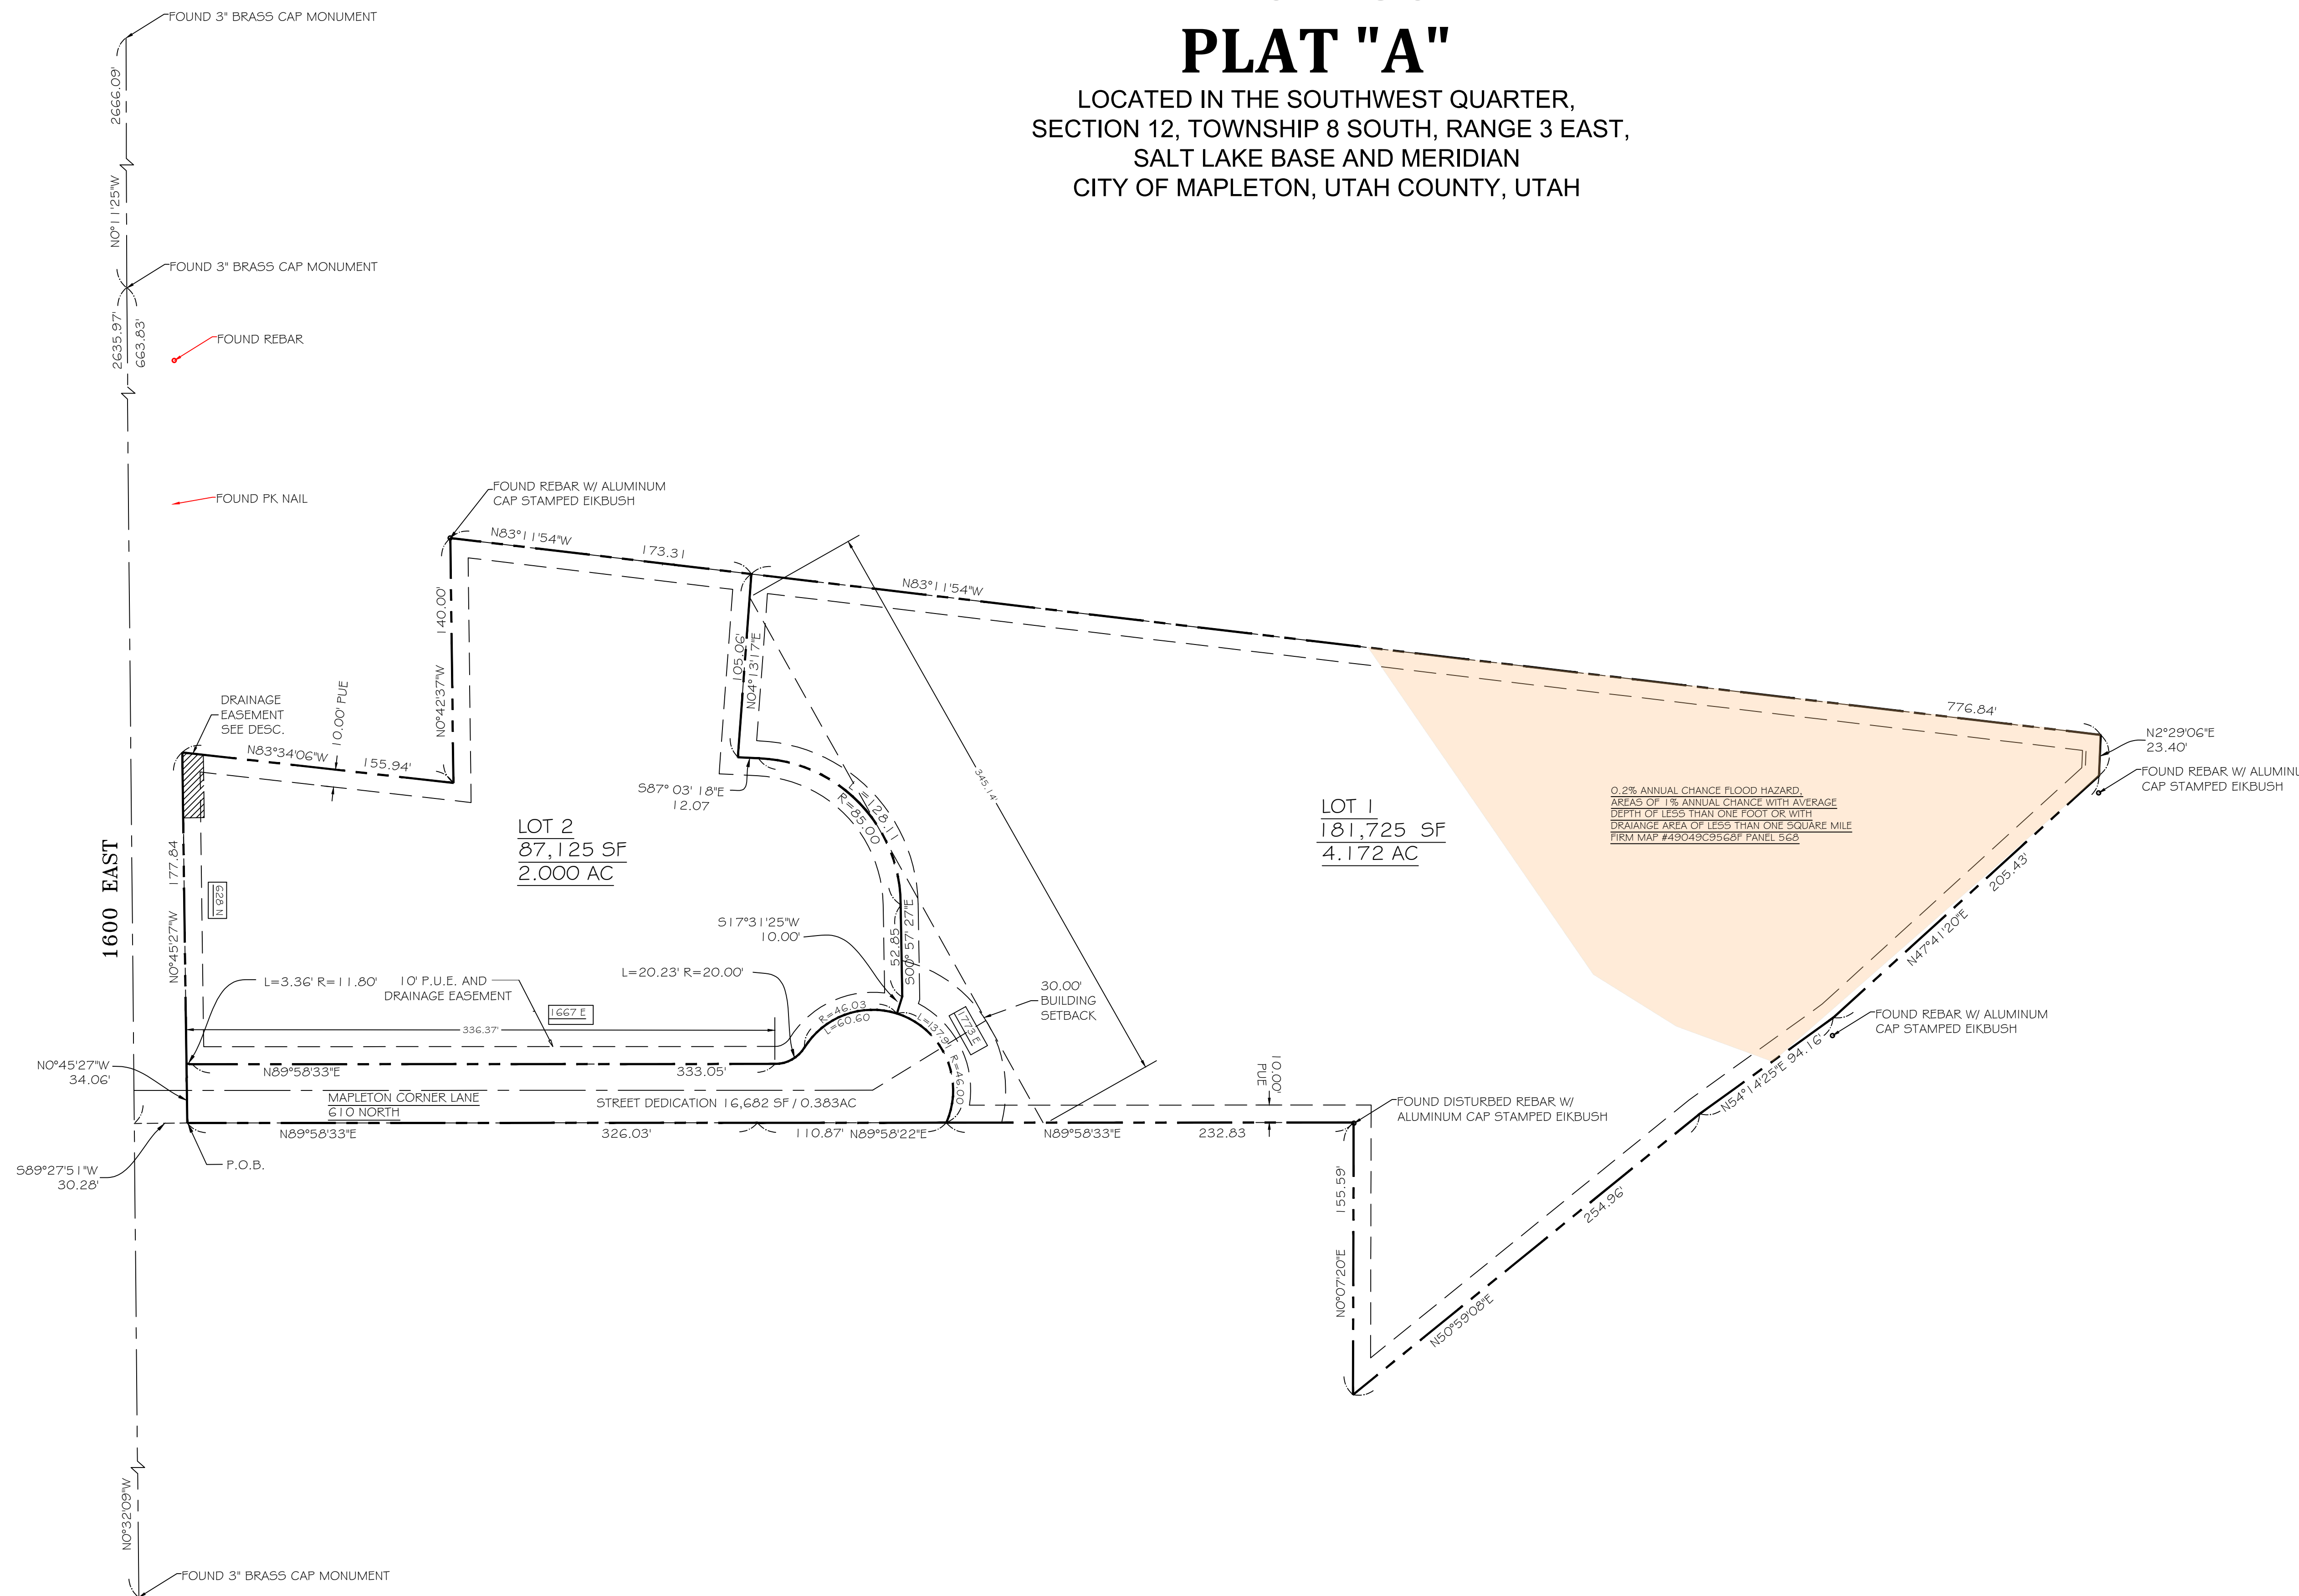 FOUND 3" BRASS CAP MONUMENT
PLAT "A"
LOCATED IN THE SOUTHWEST QUARTER,
SECTION 12, TOWNSHIP 8 SOUTH, RANGE 3 EAST,
SALT LAKE BASE AND MERIDIAN
CITY OF MAPLETON, UTAH COUNTY, UTAH
2666.09'
N0°11'25"W
FOUND 3" BRASS CAP MONUMENT
2635.97'
663.83'
FOUND REBAR
FOUND PK NAIL
FOUND REBAR W/ ALUMINUM
CAP STAMPED EIKBUSH
N83°11'54"W
173.31
N83°11'54"W
776.84'
140.00'
N0°42'37"W
105.06'
N04°13'17"E
N2°29'06"E
23.40'
FOUND REBAR W/ ALUMINU
CAP STAMPED EIKBUSH
DRAINAGE
EASEMENT
SEE DESC.
10.00' PUE
N83°34'06"W
155.94'
S87° 03' 18"E
12.07
L=128.11
R=85.00
345.14'
LOT 2
87,125 SF
2.000 AC
LOT 1
181,725 SF
4.172 AC
0.2% ANNUAL CHANCE FLOOD HAZARD,
AREAS OF 1% ANNUAL CHANCE WITH AVERAGE
DEPTH OF LESS THAN ONE FOOT OR WITH
DRAIANGE AREA OF LESS THAN ONE SQUARE MILE
FIRM MAP #49049C9568F PANEL 568
205.43'
N47°41'20"E
1600 EAST
177.84
N0°45'27"W
628 N
S17°31'25"W
10.00'
52.85
S00° 57' 27"E
L=3.36' R=11.80'
10' P.U.E. AND
DRAINAGE EASEMENT
L=20.23' R=20.00'
1667 E
336.37'
R=46.03
L=60.60
L=137.91
R=46.00
1773 E
30.00'
BUILDING
SETBACK
FOUND REBAR W/ ALUMINUM
CAP STAMPED EIKBUSH
N54°14'25"E 94.16'
N0°45'27"W
34.06'
N89°58'33"E
333.05'
MAPLETON CORNER LANE
610 NORTH
STREET DEDICATION 16,682 SF / 0.383AC
10.00'
PUE
FOUND DISTURBED REBAR W/
ALUMINUM CAP STAMPED EIKBUSH
N89°58'33"E
326.03'
110.87'
N89°58'22"E
N89°58'33"E
232.83
P.O.B.
S89°27'51"W
30.28'
155.59'
N0°07'20"E
254.96'
N50°59'08"E
N0°32'09"W
FOUND 3" BRASS CAP MONUMENT